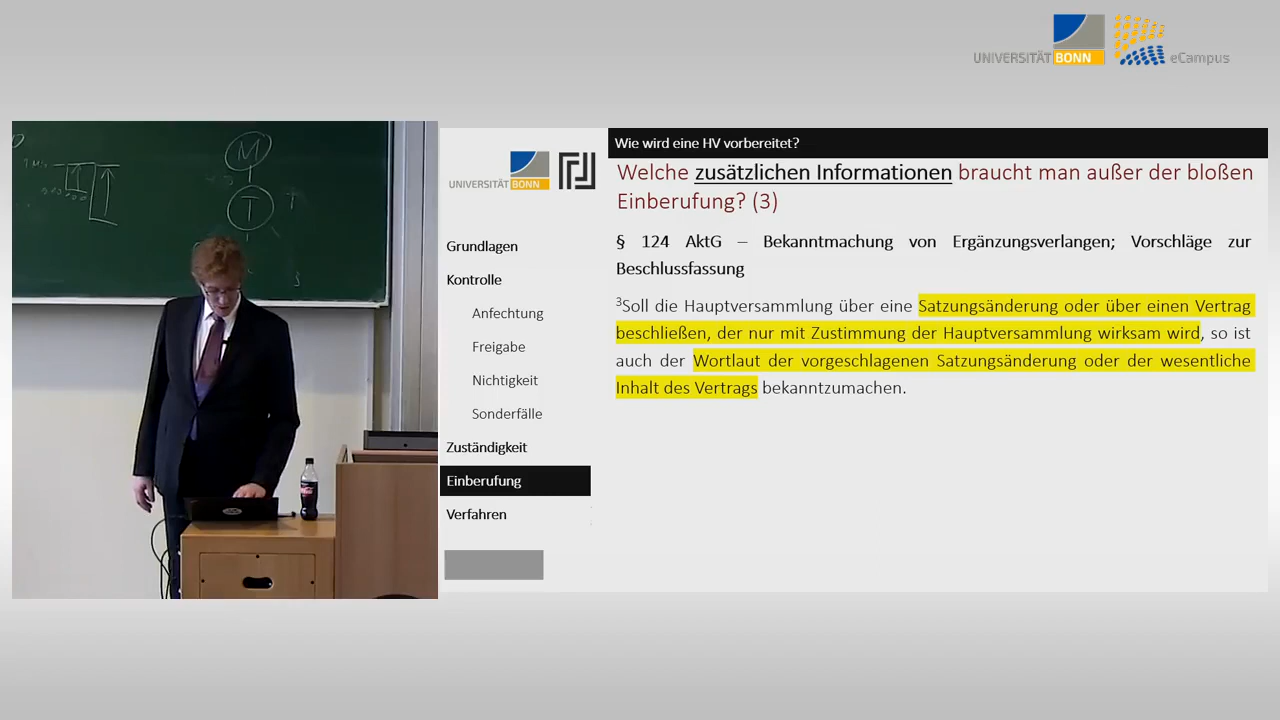 UNIVERSITÄT BONN
eCampus
UNIVERSITÄT BONN
Grundlagen
Kontrolle
Anfechtung
Freigabe
Nichtigkeit
Sonderfälle
Zuständigkeit
Einberufung
Verfahren
Wie wird eine HV vorbereitet?
Welche zusätzlichen Informationen braucht man außer der bloßen
Einberufung? (3)
§ 124 AktG – Bekanntmachung von Ergänzungsverlangen; Vorschläge zur
Beschlussfassung
³Soll die Hauptversammlung über eine Satzungsänderung oder über einen Vertrag
beschließen, der nur mit Zustimmung der Hauptversammlung wirksam wird, so ist
auch der Wortlaut der vorgeschlagenen Satzungsänderung oder der wesentliche
Inhalt des Vertrags bekanntzumachen.
M
T